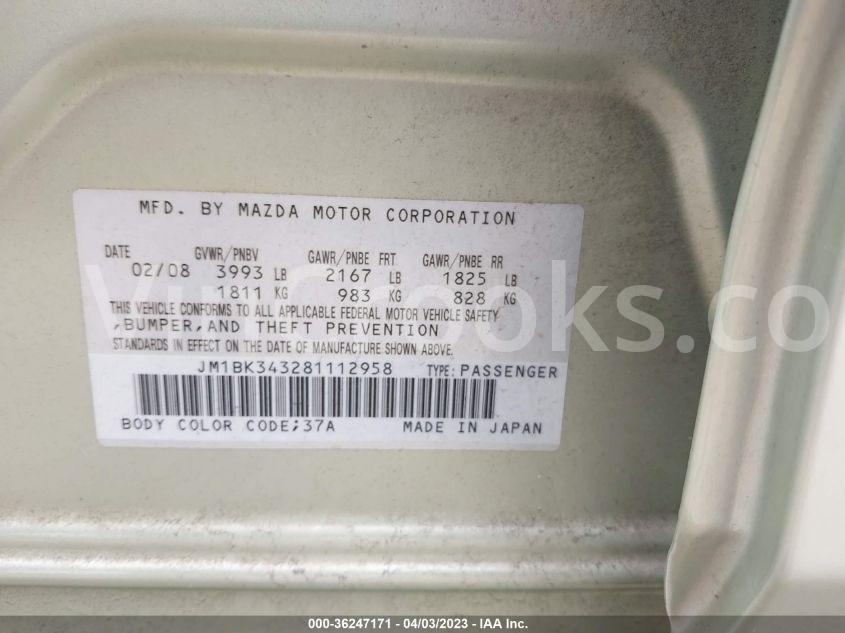 MFD. BY MAZDA MOTOR CORPORATION
DATE GVWR/PNBV GAWR/PNBE FRT GAWR/PNBE RR
02/08 3993 LB 2167 LB 1825 LB
1811 KG 983 KG 828 KG
THIS VEHICLE CONFORMS TO ALL APPLICABLE FEDERAL MOTOR VEHICLE SAFETY
,BUMPER,AND THEFT PREVENTION
STANDARDS IN EFFECT ON THE DATE OF MANUFACTURE SHOWN ABOVE.
JM1BK343281112958 TYPE: PASSENGER
BODY COLOR CODE;37A MADE IN JAPAN
000-36247171 - 04/03/2023 - IAA Inc.